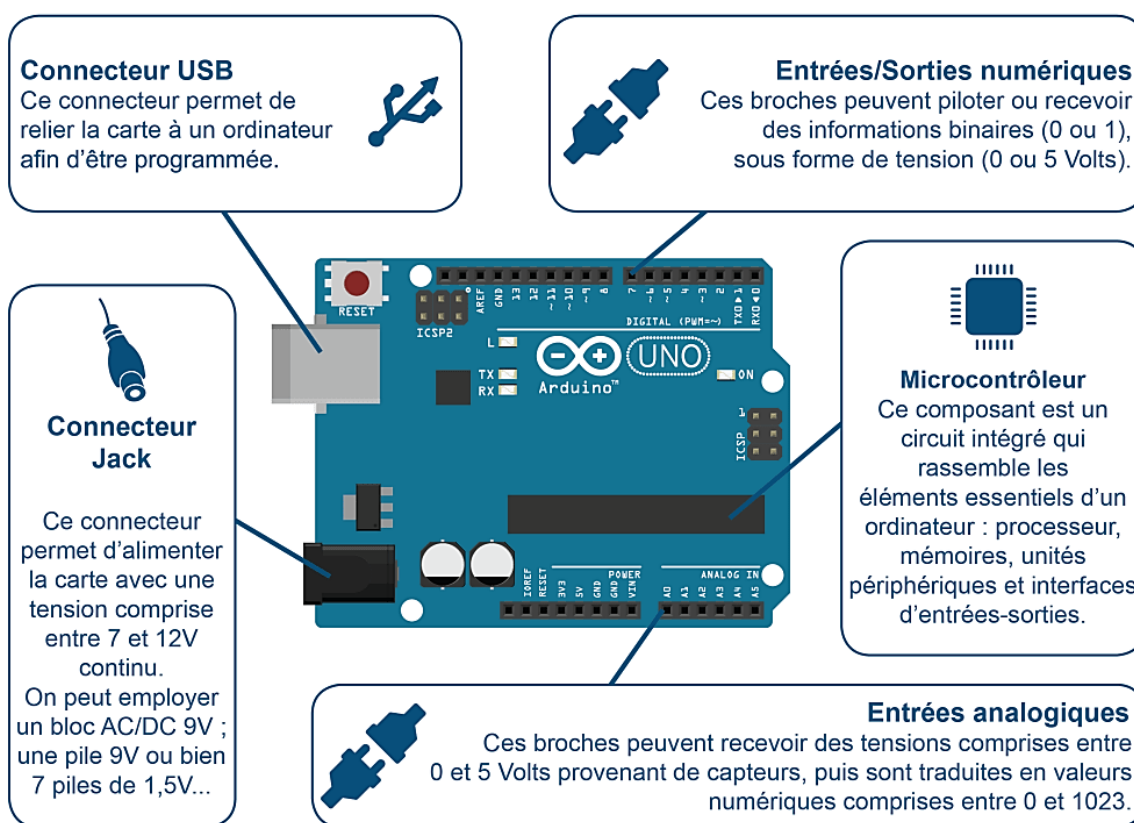 Connecteur USB
Ce connecteur permet de
relier la carte à un ordinateur
afin d'être programmée.
Entrées/Sorties numériques
Ces broches peuvent piloter ou recevoir
des informations binaires (0 ou 1),
sous forme de tension (0 ou 5 Volts).
Connecteur
Jack
Ce connecteur
permet d'alimenter
la carte avec une
tension comprise
entre 7 et 12V
continu.
On peut employer
un bloc AC/DC 9V ;
une pile 9V ou bien
7 piles de 1,5V...
RESET
ICSP2
AREF
GND
13
12
~11
~10
~9
8
7
~6
~5
4
~3
2
TX0▶1
RX0◀0
DIGITAL (PWM=~)
L
TX
RX
Arduino™
UNO
ON
1
ICSP
POWER
ANALOG IN
IOREF
RESET
3V3
5V
GND
GND
VIN
A0
A1
A2
A3
A4
A5
Microcontrôleur
Ce composant est un
circuit intégré qui
rassemble les
éléments essentiels d'un
ordinateur : processeur,
mémoires, unités
périphériques et interfaces
d'entrées-sorties.
Entrées analogiques
Ces broches peuvent recevoir des tensions comprises entre
0 et 5 Volts provenant de capteurs, puis sont traduites en valeurs
numériques comprises entre 0 et 1023.